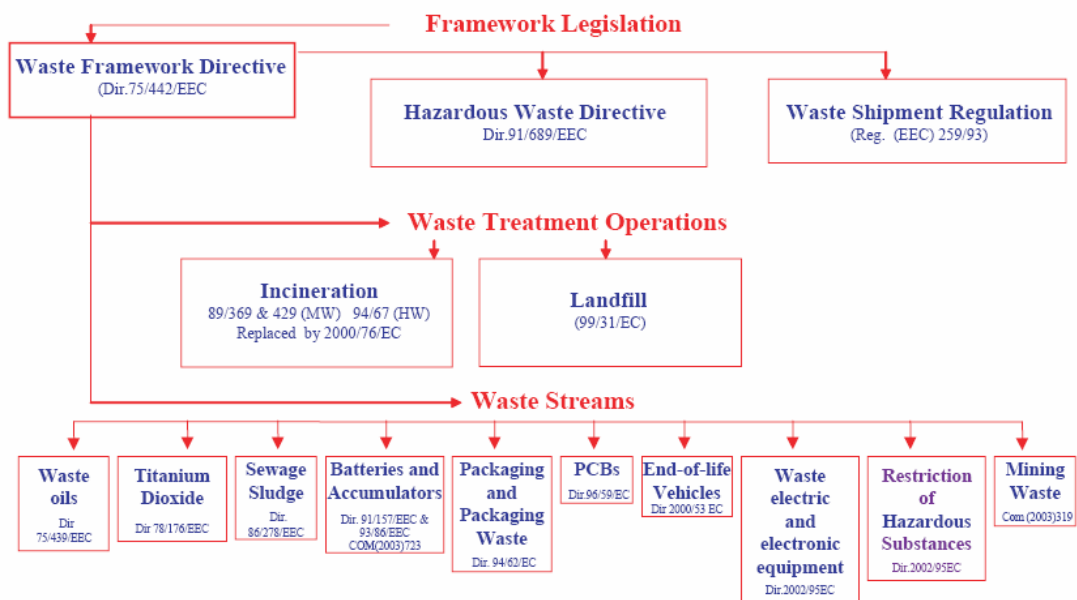 Framework Legislation
Waste Framework Directive
(Dir.75/442/EEC
Hazardous Waste Directive
Dir.91/689/EEC
Waste Shipment Regulation
(Reg. (EEC) 259/93)
Waste Treatment Operations
Incineration
89/369 & 429 (MW) 94/67 (HW)
Replaced by 2000/76/EC
Landfill
(99/31/EC)
Waste Streams
Waste
oils
Dir
75/439/EEC
Titanium
Dioxide
Dir 78/176/EEC
Sewage
Sludge
Dir.
86/278/EEC
Batteries and
Accumulators
Dir. 91/157/EEC &
93/86/EEC
COM(2003)723
Packaging
and
Packaging
Waste
Dir. 94/62/EC
PCBs
Dir.96/59/EC
End-of-life
Vehicles
Dir 2000/53 EC
Waste
electric
and
electronic
equipment
Dir.2002/95EC
Restriction
of
Hazardous
Substances
Dir.2002/95EC
Mining
Waste
Com (2003)319